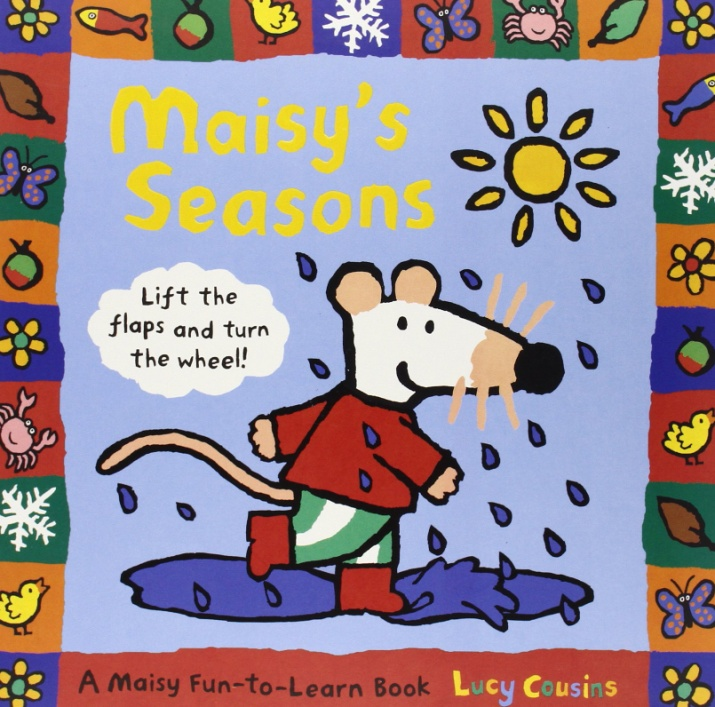 Maisy's
Seasons
Lift the
flaps and turn
the wheel!
A Maisy Fun-to-Learn Book Lucy Cousins